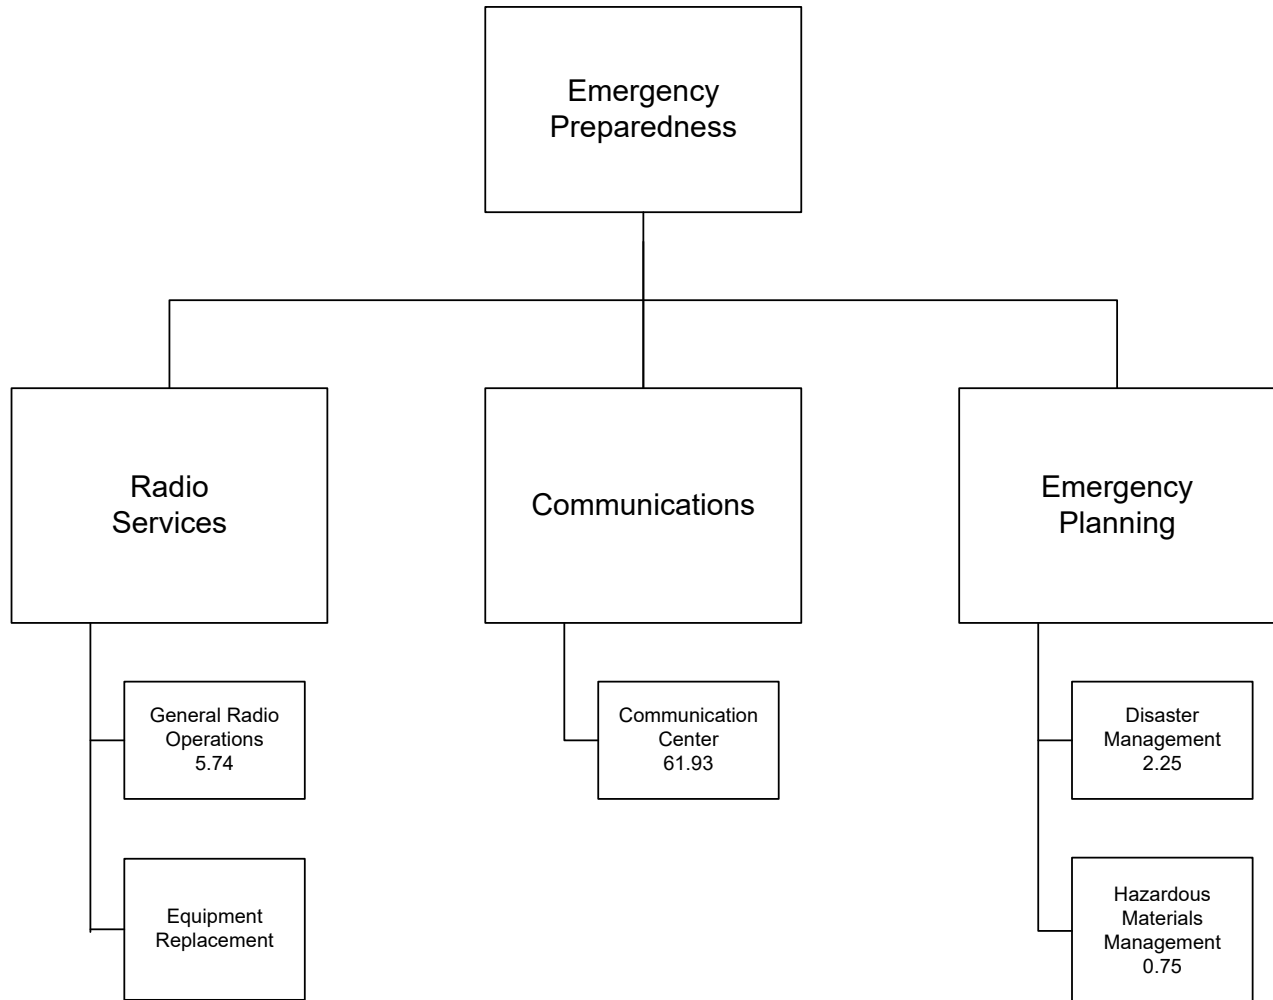 Emergency
Preparedness
Radio
Services
Communications
Emergency
Planning
General Radio
Operations
5.74
Communication
Center
61.93
Disaster
Management
2.25
Equipment
Replacement
Hazardous
Materials
Management
0.75